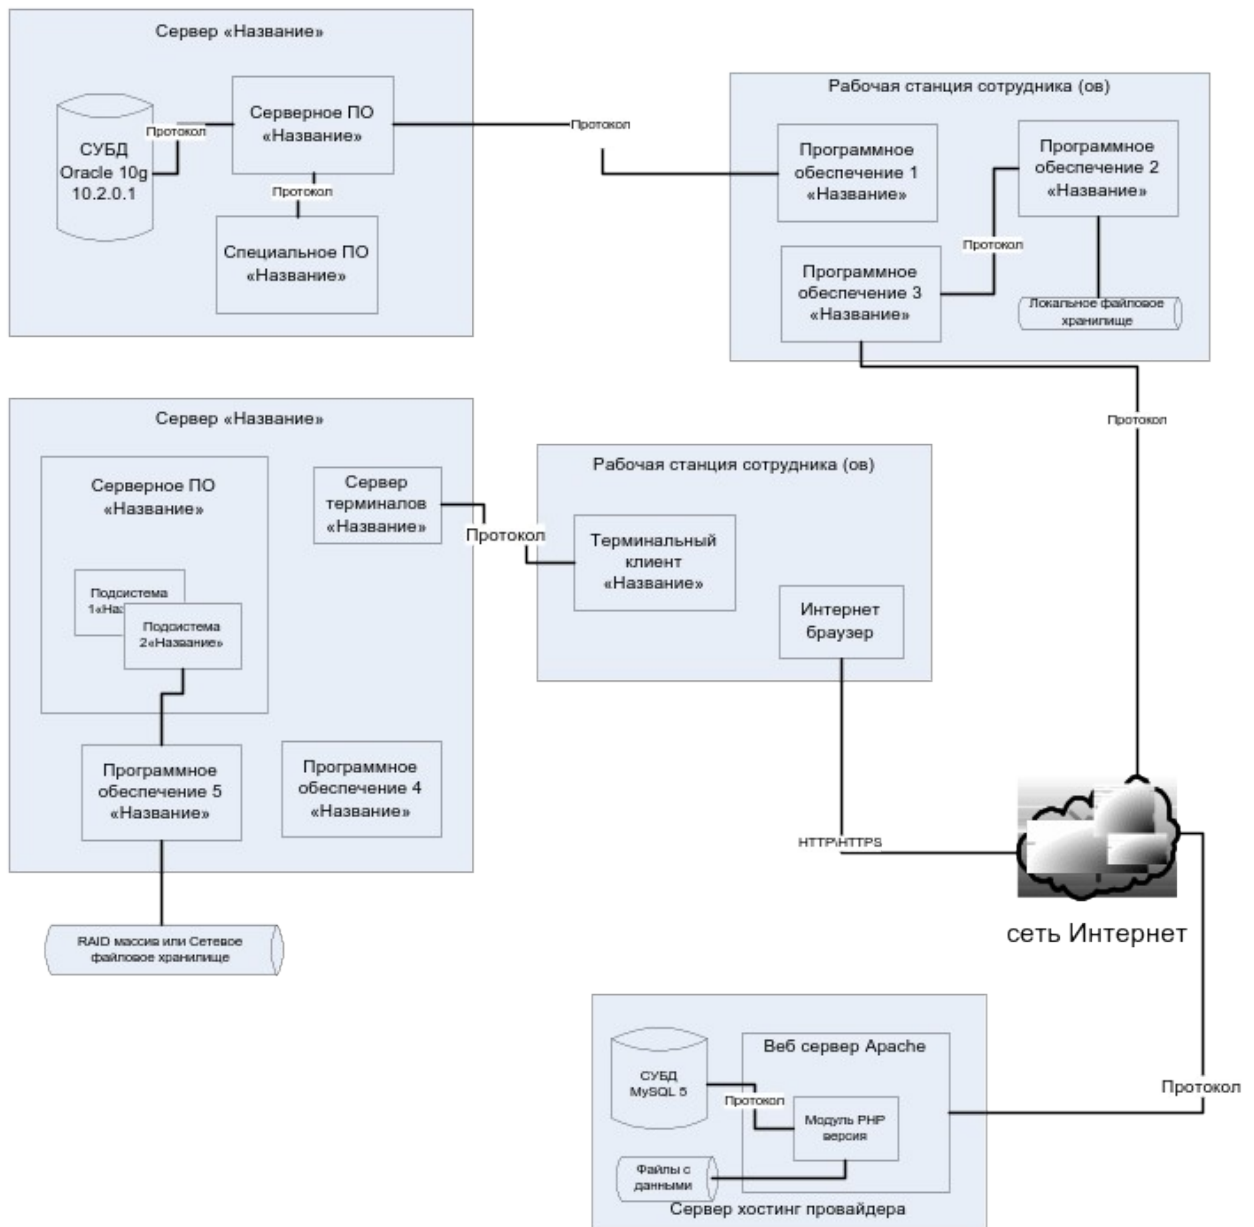 Сервер «Название»
СУБД
Oracle 10g
10.2.0.1
Протокол
Серверное ПО
«Название»
Протокол
Специальное ПО
«Название»
Протокол
Рабочая станция сотрудника (ов)
Программное
обеспечение 1
«Название»
Программное
обеспечение 2
«Название»
Протокол
Программное
обеспечение 3
«Название»
Локальное файловое
хранилище
Протокол
Сервер «Название»
Серверное ПО
«Название»
Подсистема
1«Наз
Подсистема
2«Название»
Сервер
терминалов
«Название»
Протокол
Рабочая станция сотрудника (ов)
Терминальный
клиент
«Название»
Интернет
браузер
Программное
обеспечение 5
«Название»
Программное
обеспечение 4
«Название»
HTTP\HTTPS
RAID массив или Сетевое
файловое хранилище
сеть Интернет
СУБД
MySQL 5
Протокол
Веб сервер Apache
Модуль PHP
версия
Файлы с
данными
Сервер хостинг провайдера
Протокол